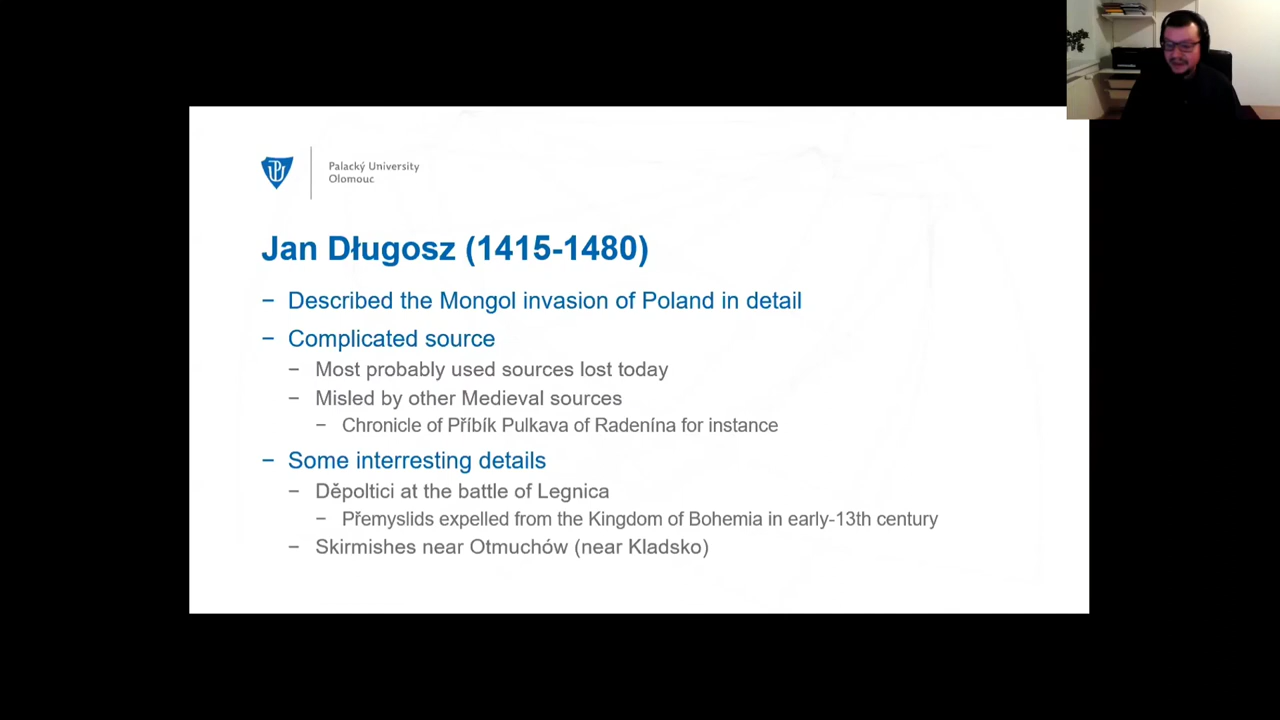 Palacký University
Olomouc
Jan Długosz (1415-1480)
− Described the Mongol invasion of Poland in detail
− Complicated source
− Most probably used sources lost today
− Misled by other Medieval sources
− Chronicle of Příbík Pulkava of Radenína for instance
− Some interresting details
− Děpoltici at the battle of Legnica
− Přemyslids expelled from the Kingdom of Bohemia in early-13th century
− Skirmishes near Otmuchów (near Kladsko)